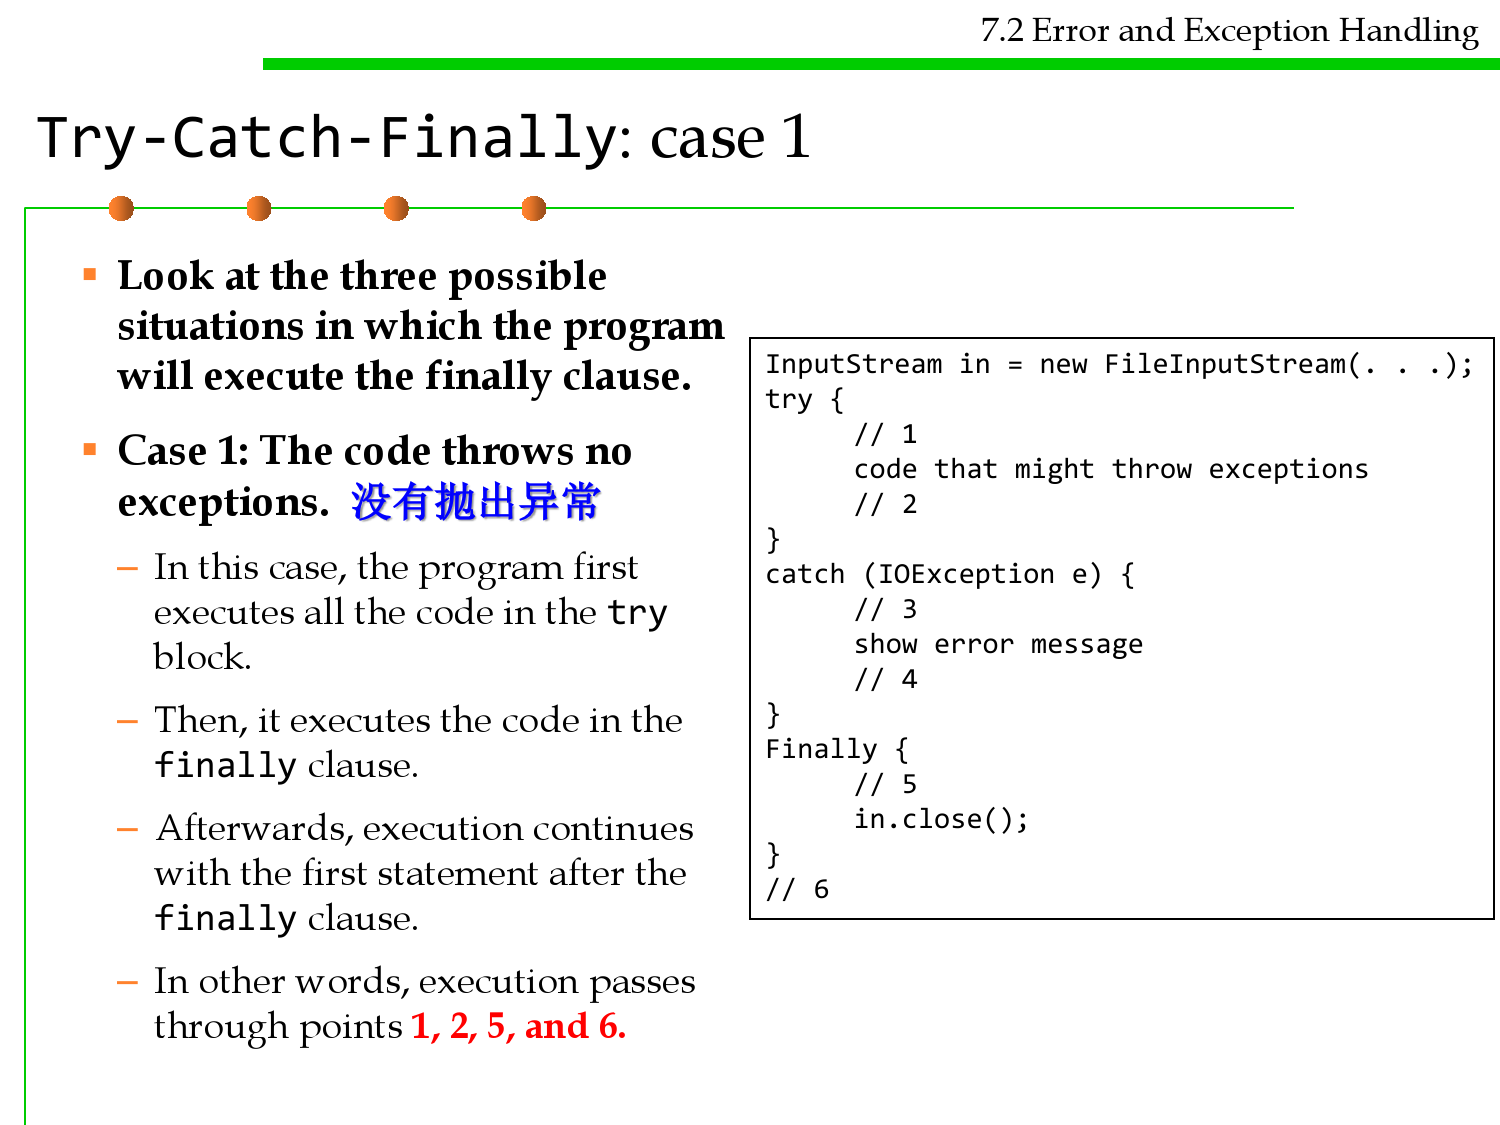 7.2 Error and Exception Handling
Try-Catch-Finally: case 1
Look at the three possible
situations in which the program
will execute the finally clause.
Case 1: The code throws no
exceptions. 没有抛出异常
– In this case, the program first
executes all the code in the try
block.
– Then, it executes the code in the
finally clause.
– Afterwards, execution continues
with the first statement after the
finally clause.
– In other words, execution passes
through points 1, 2, 5, and 6.
InputStream in = new FileInputStream(. . .);
try {
// 1
code that might throw exceptions
// 2
}
catch (IOException e) {
// 3
show error message
// 4
}
Finally {
// 5
in.close();
}
// 6